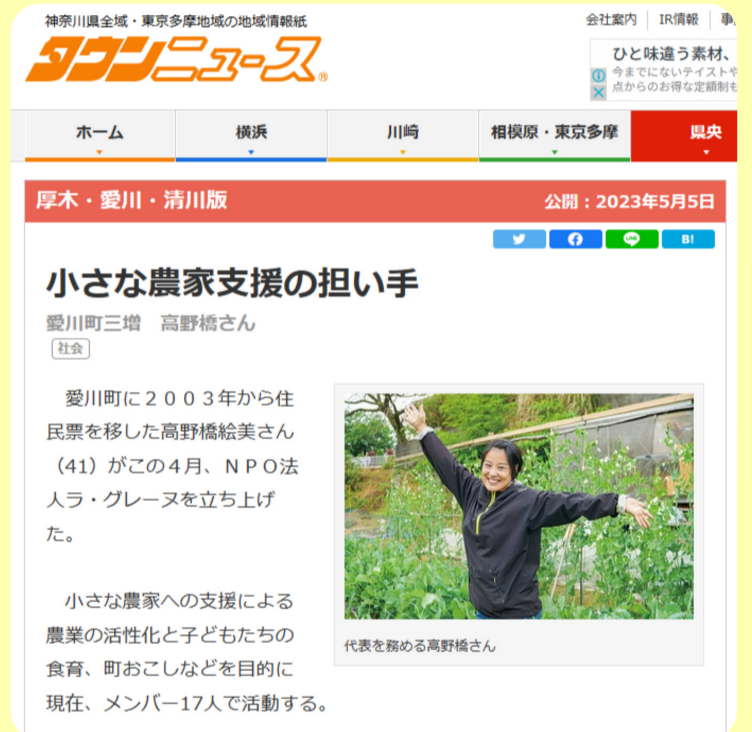 神奈川県全域・東京多摩地域の地域情報紙
会社案内
IR情報
タウンニュース®
ひと味違う素材、
今までにないテイストや
点からのお得な定額制も
ホーム
横浜
川崎
相模原・東京多摩
県央
厚木・愛川・清川版
公開：2023年5月5日
LINE
B!
小さな農家支援の担い手
愛川町三増　高野橋さん
社会
　愛川町に２００３年から住
民票を移した高野橋絵美さん
（41）がこの４月、ＮＰＯ法
人ラ・グレーヌを立ち上げ
た。
　小さな農家への支援による
農業の活性化と子どもたちの
食育、町おこしなどを目的に
現在、メンバー17人で活動する。
代表を務める高野橋さん